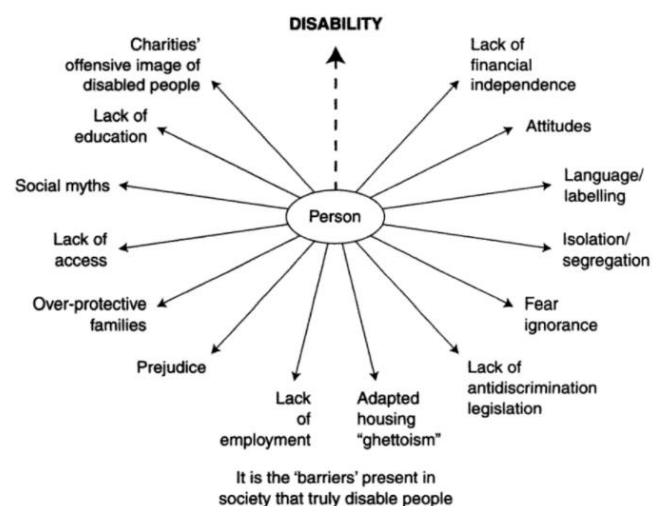 DISABILITY
Charities'
offensive image of
disabled people
Lack of
financial
independence
Lack of
education
Attitudes
Social myths
Language/
labelling
Person
Lack of
access
Isolation/
segregation
Over-protective
families
Fear
ignorance
Prejudice
Lack of
antidiscrimination
legislation
Lack
of
employment
Adapted
housing
"ghettoism"
It is the 'barriers' present in
society that truly disable people